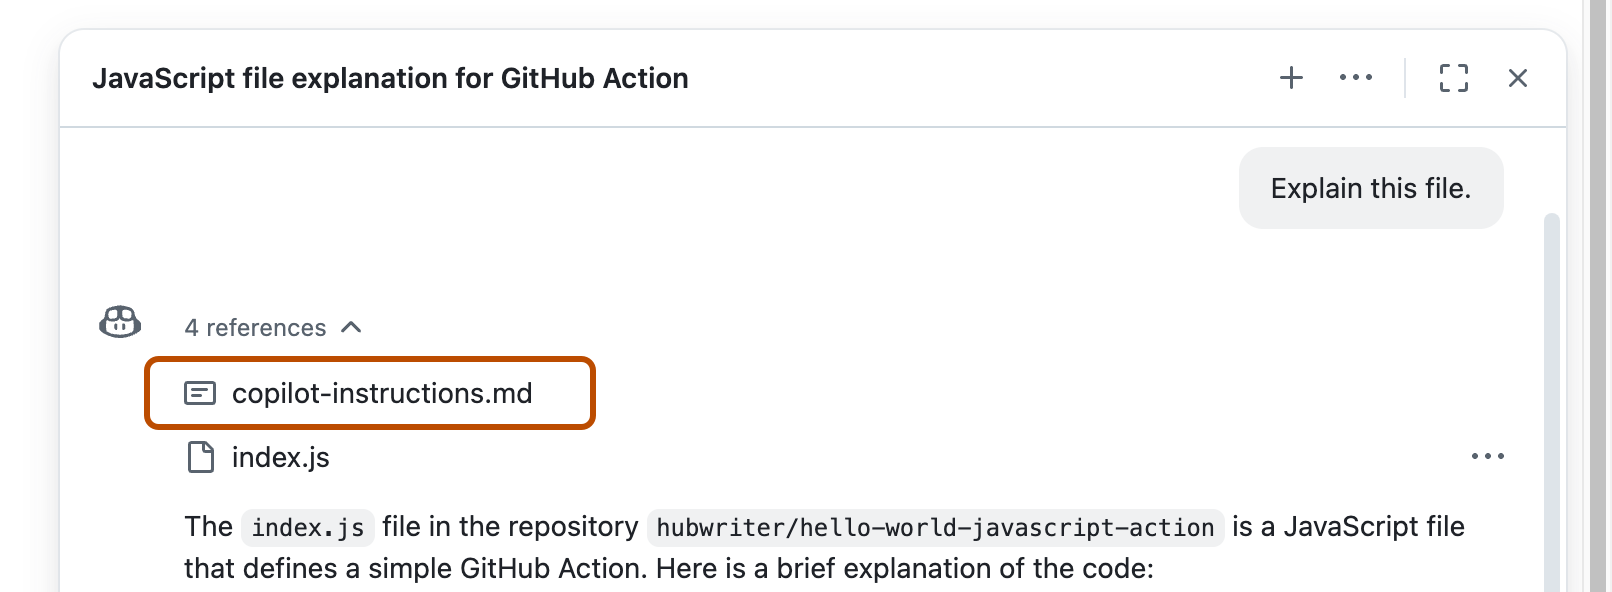 JavaScript file explanation for GitHub Action
Explain this file.
4 references
copilot-instructions.md
index.js
The index.js file in the repository hubwriter/hello-world-javascript-action is a JavaScript file
that defines a simple GitHub Action. Here is a brief explanation of the code: